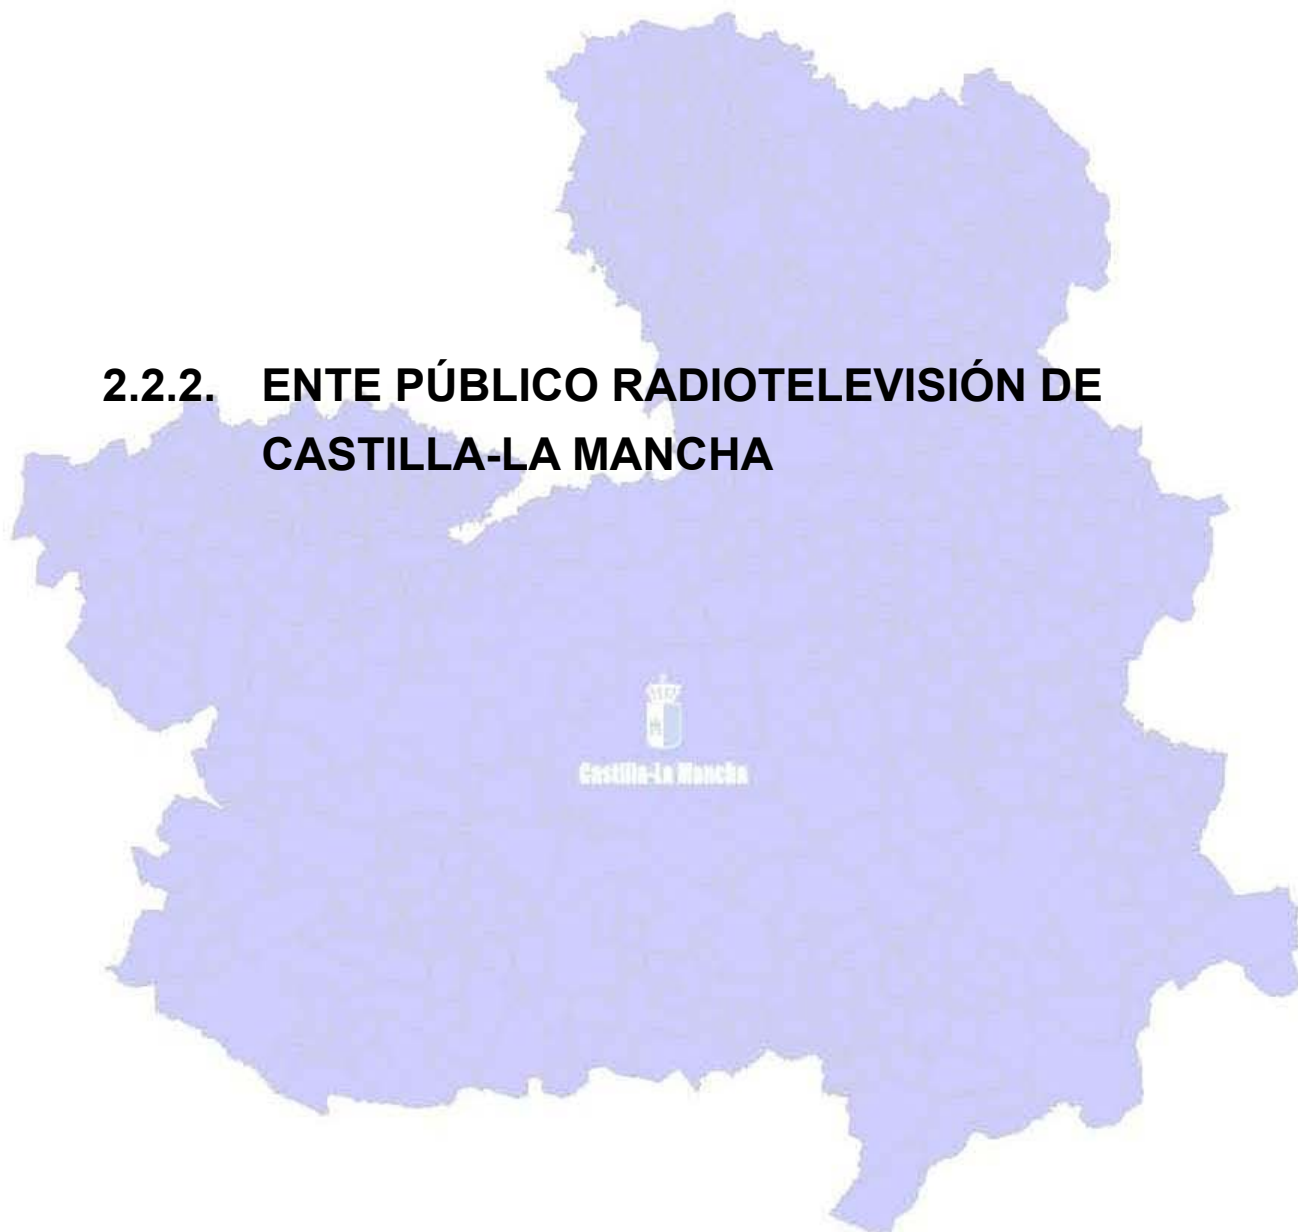 2.2.2. ENTE PÚBLICO RADIOTELEVISIÓN DE
CASTILLA-LA MANCHA
Castilla-La Mancha